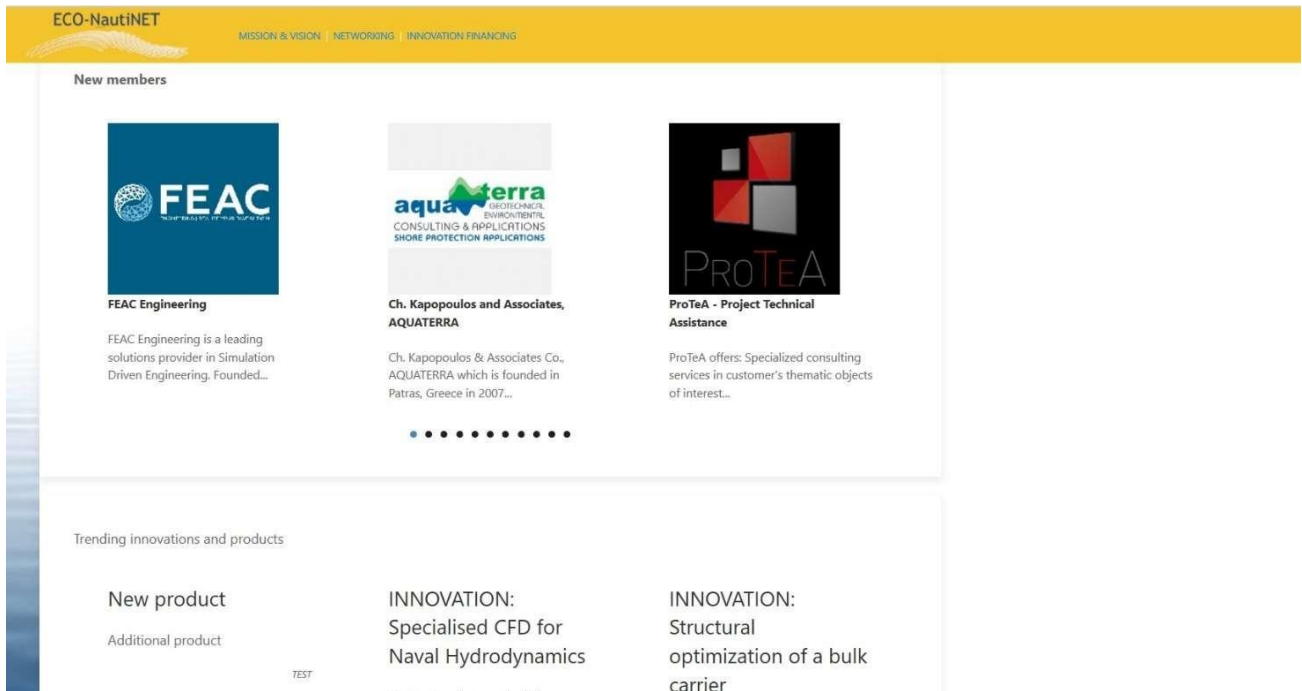 ECO-NautiNET
MISSION & VISION | NETWORKING | INNOVATION FINANCING
New members
FEAC
aqua terra
GEOTECHNICAL
ENVIRONMENTAL
CONSULTING & APPLICATIONS
SHORE PROTECTION APPLICATIONS
PROTEA
FEAC Engineering
FEAC Engineering is a leading
solutions provider in Simulation
Driven Engineering. Founded...
Ch. Kapopoulos and Associates,
AQUATERRA
Ch. Kapopoulos & Associates Co.,
AQUATERRA which is founded in
Patras, Greece in 2007...
ProTeA - Project Technical
Assistance
ProTeA offers: Specialized consulting
services in customer's thematic objects
of interest...
Trending innovations and products
New product
Additional product
TEST
INNOVATION:
Specialised CFD for
Naval Hydrodynamics
INNOVATION:
Structural
optimization of a bulk
carrier